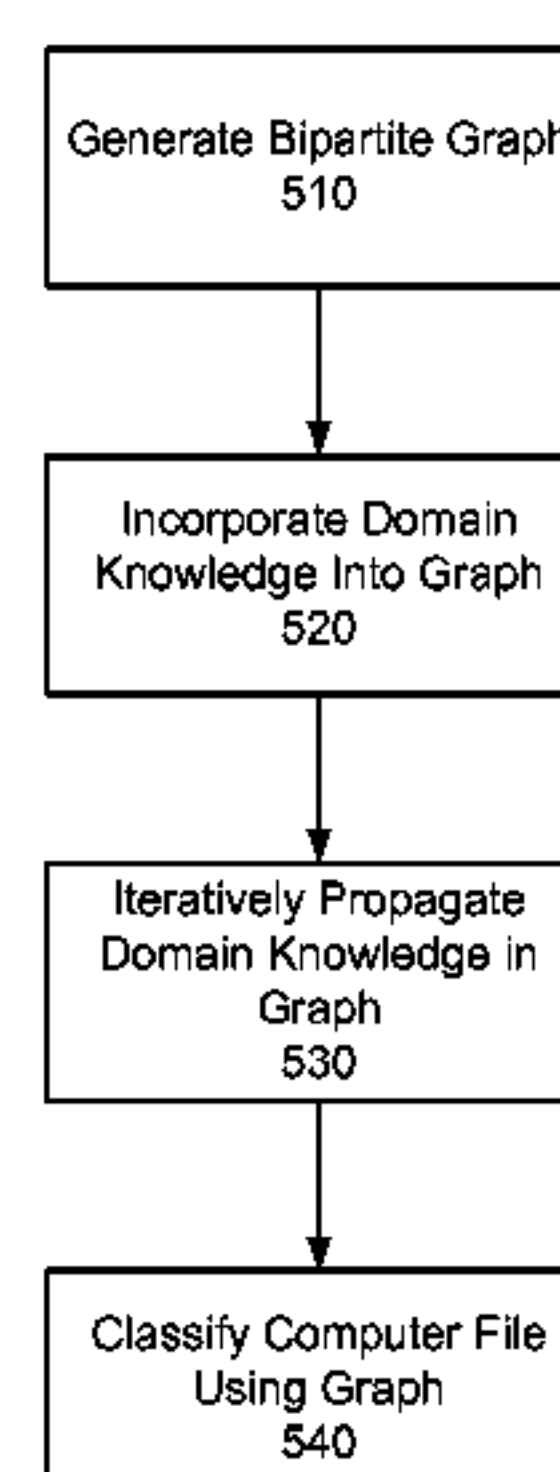 Generate Bipartite Graph
510
Incorporate Domain
Knowledge Into Graph
520
Iteratively Propagate
Domain Knowledge in
Graph
530
Classify Computer File
Using Graph
540